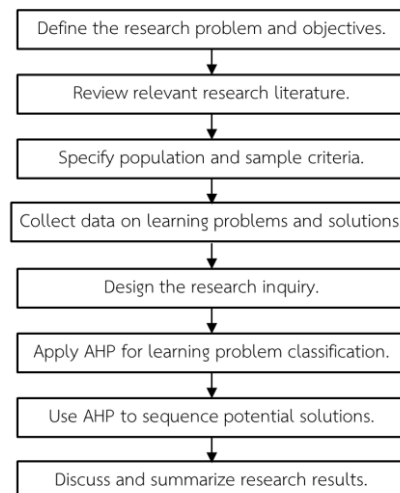 Define the research problem and objectives.
Review relevant research literature.
Specify population and sample criteria.
Collect data on learning problems and solutions
Design the research inquiry.
Apply AHP for learning problem classification.
Use AHP to sequence potential solutions.
Discuss and summarize research results.